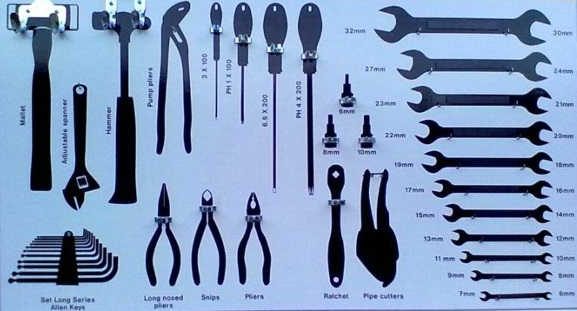 Mallet
Adjustable spanner
Hammer
Pump pliers
3 X 100
PH 1 X 100
6.5 X 200
PH 4 X 200
6mm
8mm
10mm
32mm
30mm
27mm
24mm
23mm
21mm
22mm
20mm
19mm
18mm
17mm
16mm
15mm
14mm
13mm
12mm
11mm
10mm
9mm
8mm
7mm
6mm
Set Long Series
Allen Keys
Long nosed
pliers
Snips
Pliers
Ratchet
Pipe cutters